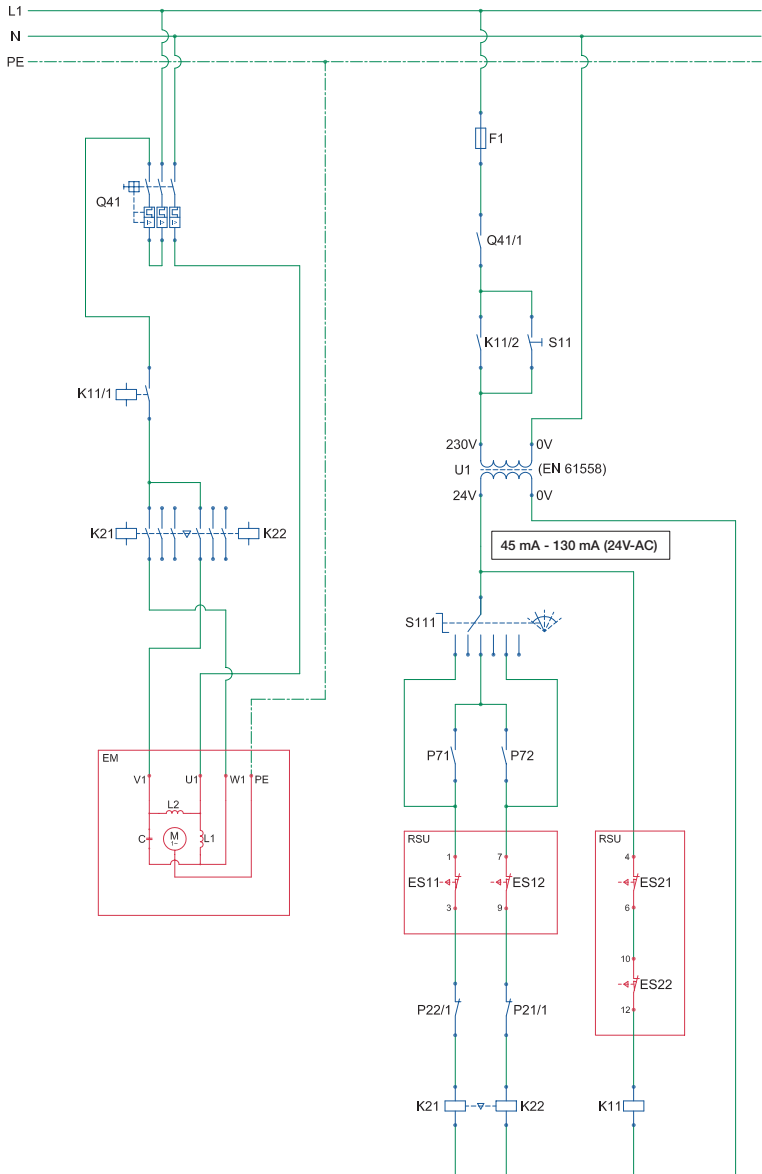 L1
N
PE
F1
Q41
Q41/1
K11/2
S11
K11/1
230V
0V
U1
(EN 61558)
24V
0V
K21
K22
45 mA - 130 mA (24V-AC)
S111
EM
P71
P72
V1
U1
W1
PE
L2
C
M
1~
L1
RSU
RSU
1
7
4
ES11
ES12
ES21
3
9
6
10
ES22
12
P22/1
P21/1
K21
K22
K11